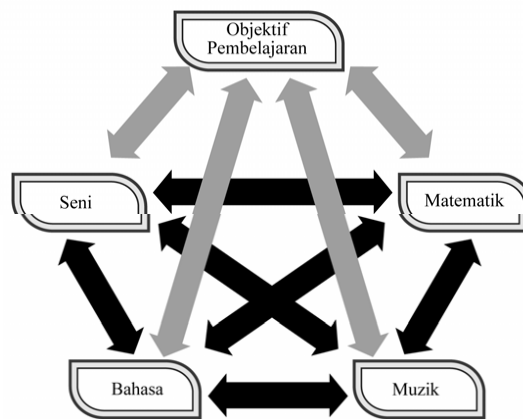 Objektif
Pembelajaran
Seni
Matematik
Bahasa
Muzik